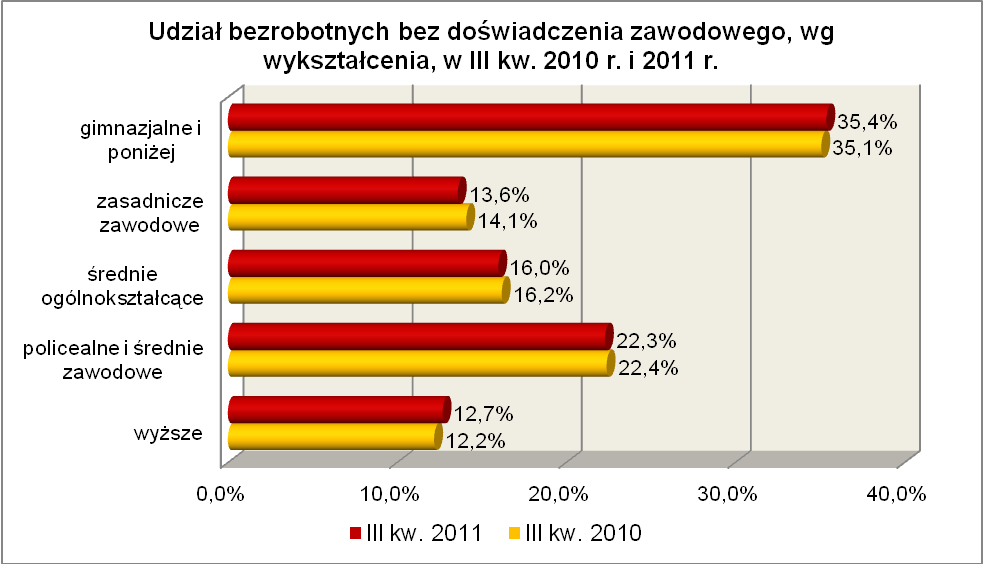 Udział bezrobotnych bez doświadczenia zawodowego, wg
wykształcenia, w III kw. 2010 r. i 2011 r.
gimnazjalne i
poniżej
35,4%
35,1%
zasadnicze
zawodowe
13,6%
14,1%
średnie
ogólnokształcące
16,0%
16,2%
policealne i średnie
zawodowe
22,3%
22,4%
wyższe
12,7%
12,2%
0,0% 10,0% 20,0% 30,0% 40,0%
III kw. 2011 III kw. 2010